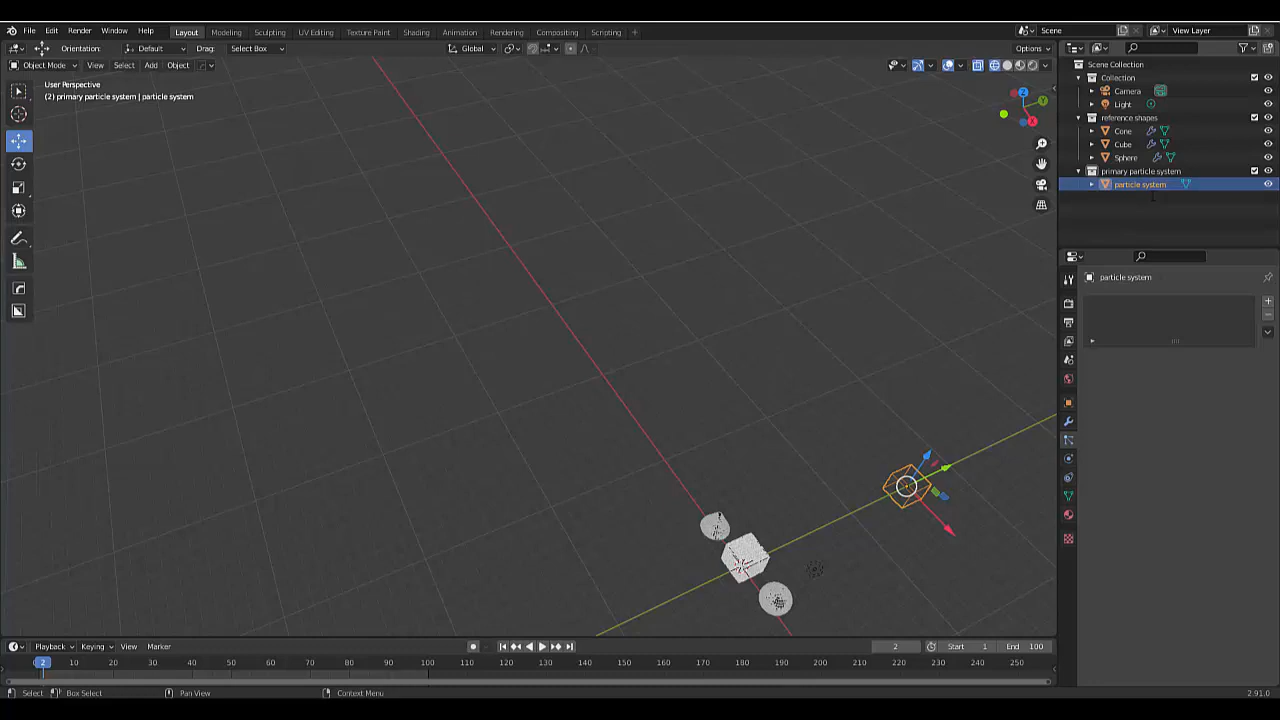 File Edit Render Window Help Layout Modeling Sculpting UV Editing Texture Paint Shading Animation Rendering Compositing Scripting + Scene View Layer
Orientation: Default Drag: Select Box Global Options
Object Mode View Select Add Object
User Perspective
(2) primary particle system | particle system
Z
Y
X
Scene Collection
Collection
Camera
Light
reference shapes
Cone
Cube
Sphere
primary particle system
particle system
particle system
Playback Keying View Marker 2 Start 1 End 100
2 10 20 30 40 50 60 70 80 90 100 110 120 130 140 150 160 170 180 190 200 210 220 230 240 250
Select Box Select Pan View Context Menu 2.91.0